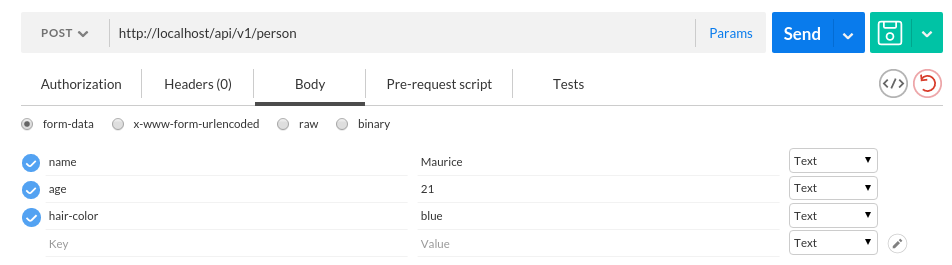 POST http://localhost/api/v1/person Params Send
Authorization Headers (0) Body Pre-request script Tests
form-data x-www-form-urlencoded raw binary
name Maurice Text
age 21 Text
hair-color blue Text
Key Value Text